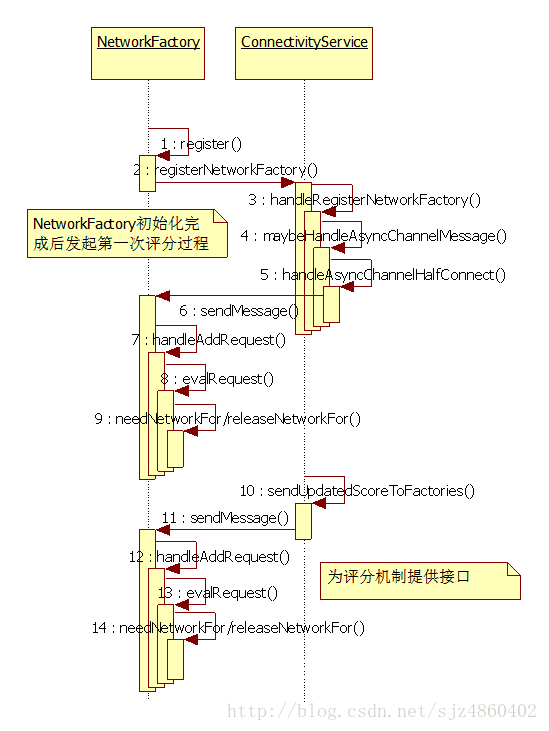 NetworkFactory
ConnectivityService
1 : register()
2 : registerNetworkFactory()
3 : handleRegisterNetworkFactory()
NetworkFactory初始化完
成后发起第一次评分过程
4 : maybeHandleAsyncChannelMessage()
5 : handleAsyncChannelHalfConnect()
6 : sendMessage()
7 : handleAddRequest()
8 : evalRequest()
9 : needNetworkFor/releaseNetworkFor()
10 : sendUpdatedScoreToFactories()
11 : sendMessage()
12 : handleAddRequest()
为评分机制提供接口
13 : evalRequest()
14 : needNetworkFor/releaseNetworkFor()
http://blog.csdn.net/sjz4860402